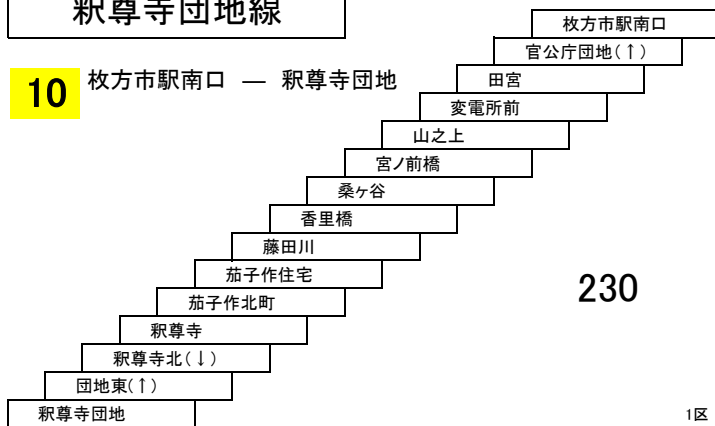 釈尊寺団地線
10 枚方市駅南口 ― 釈尊寺団地
枚方市駅南口
官公庁団地(↑)
田宮
変電所前
山之上
宮ノ前橋
桑ヶ谷
香里橋
藤田川
茄子作住宅
茄子作北町
釈尊寺
釈尊寺北(↓)
団地東(↑)
釈尊寺団地
230
1区